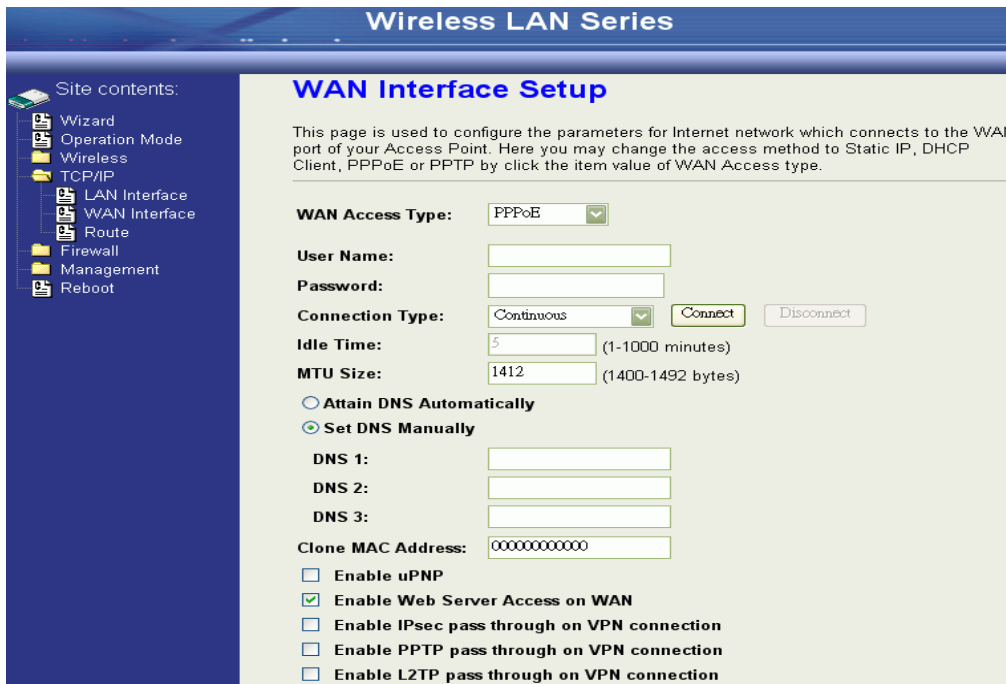 Wireless LAN Series
Site contents:
Wizard
Operation Mode
Wireless
TCP/IP
LAN Interface
WAN Interface
Route
Firewall
Management
Reboot
WAN Interface Setup
This page is used to configure the parameters for Internet network which connects to the WAN
port of your Access Point. Here you may change the access method to Static IP, DHCP
Client, PPPoE or PPTP by click the item value of WAN Access type.
WAN Access Type: PPPoE
User Name:
Password:
Connection Type: Continuous Connect Disconnect
Idle Time: 5 (1-1000 minutes)
MTU Size: 1412 (1400-1492 bytes)
Attain DNS Automatically
Set DNS Manually
DNS 1:
DNS 2:
DNS 3:
Clone MAC Address: 000000000000
Enable uPNP
Enable Web Server Access on WAN
Enable IPsec pass through on VPN connection
Enable PPTP pass through on VPN connection
Enable L2TP pass through on VPN connection